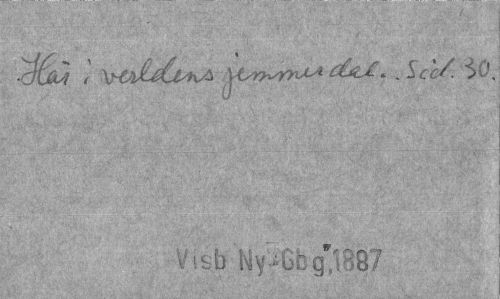 Här i verldens jemmerdal.. Sid. 30.
Visb Ny-Gbg, 1887